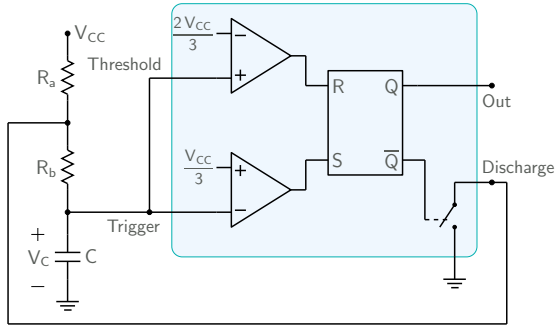 V_CC
2 V_CC
3
Threshold
R_a
−
+
R Q
Out
R_b
V_CC
3
+
−
S Q̅
Discharge
Trigger
+
V_C C
−